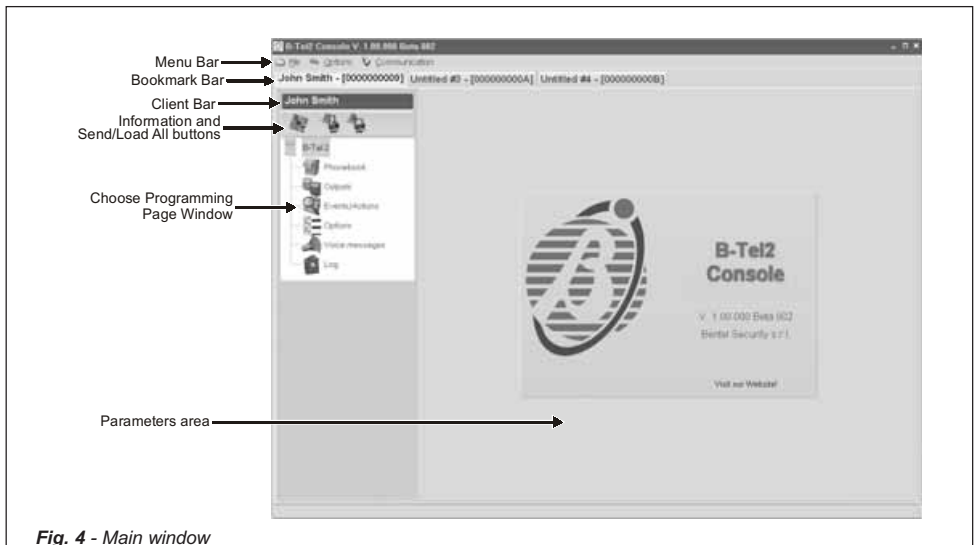 B-Tel2 Console V. 1.00.000 Beta 002
File Options Communication
Menu Bar
Bookmark Bar
John Smith - [0000000009] Untitled #3 - [000000000A] Untitled #4 - [000000000B]
Client Bar
John Smith
Information and
Send/Load All buttons
B-Tel2
Phonebook
Outputs
Choose Programming
Page Window
Events/Actions
Options
Voice messages
Log
B-Tel2
Console
V. 1.00.000 Beta 002
Bentel Security s.r.l.
Visit our Website!
Parameters area
Fig. 4 - Main window